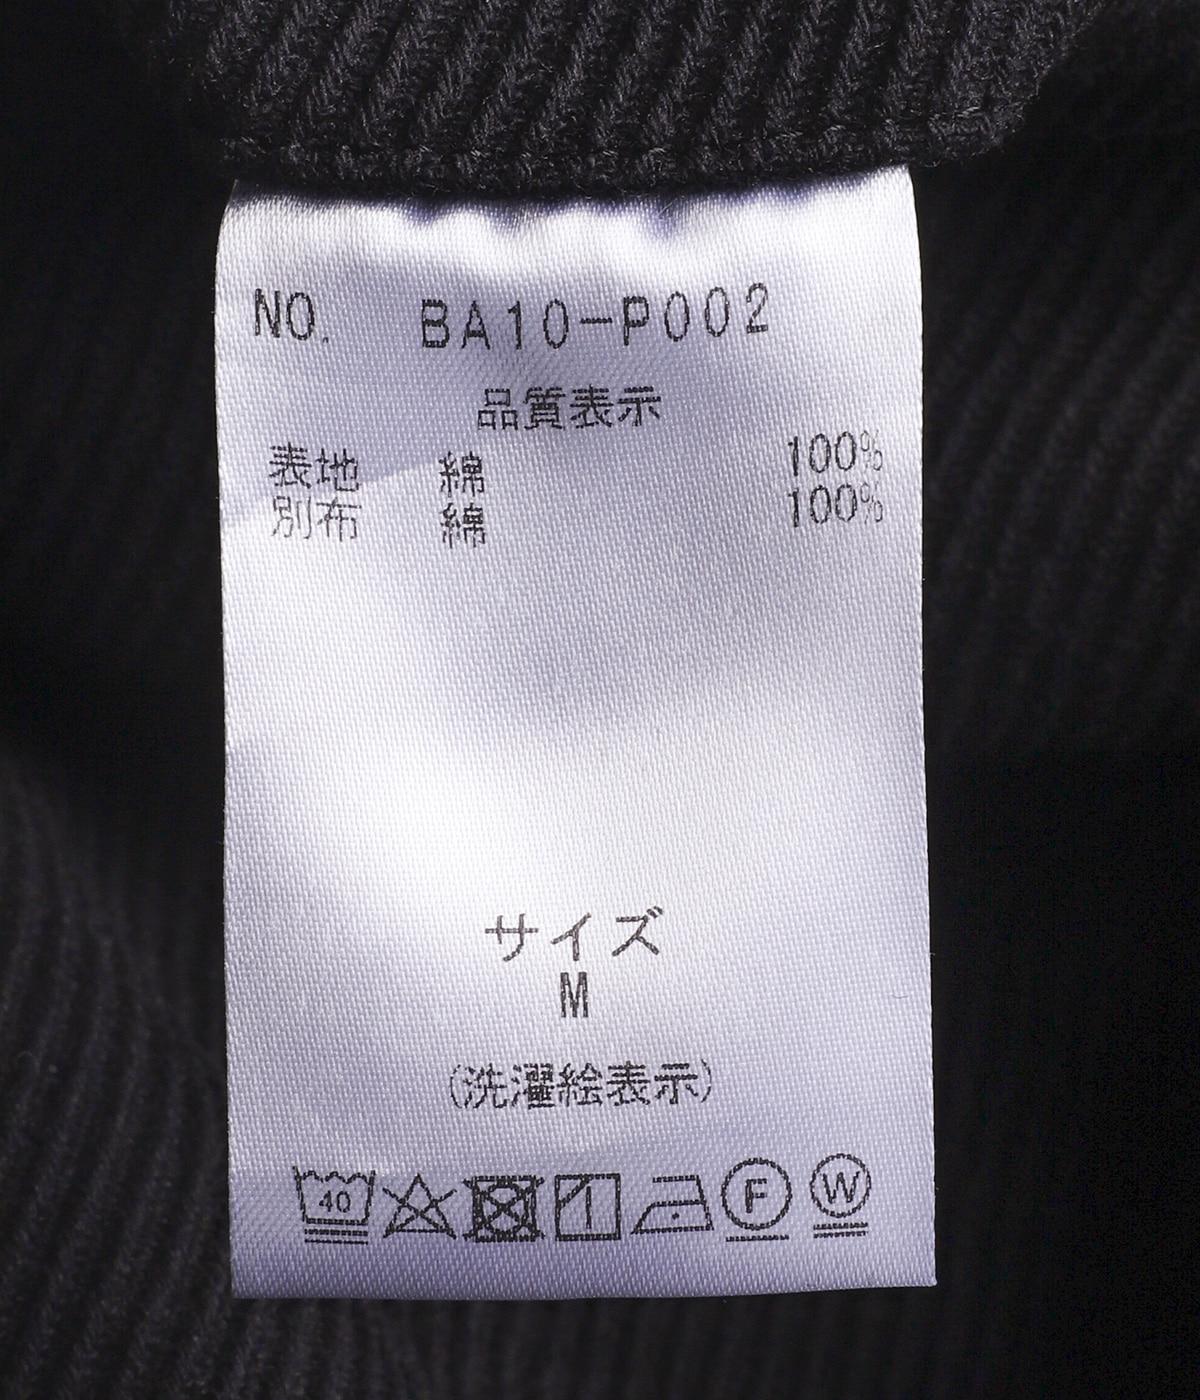 NO. BA10-P002
品質表示
表地 綿 100%
別布 綿 100%
サイズ
M
(洗濯絵表示)
40 F W